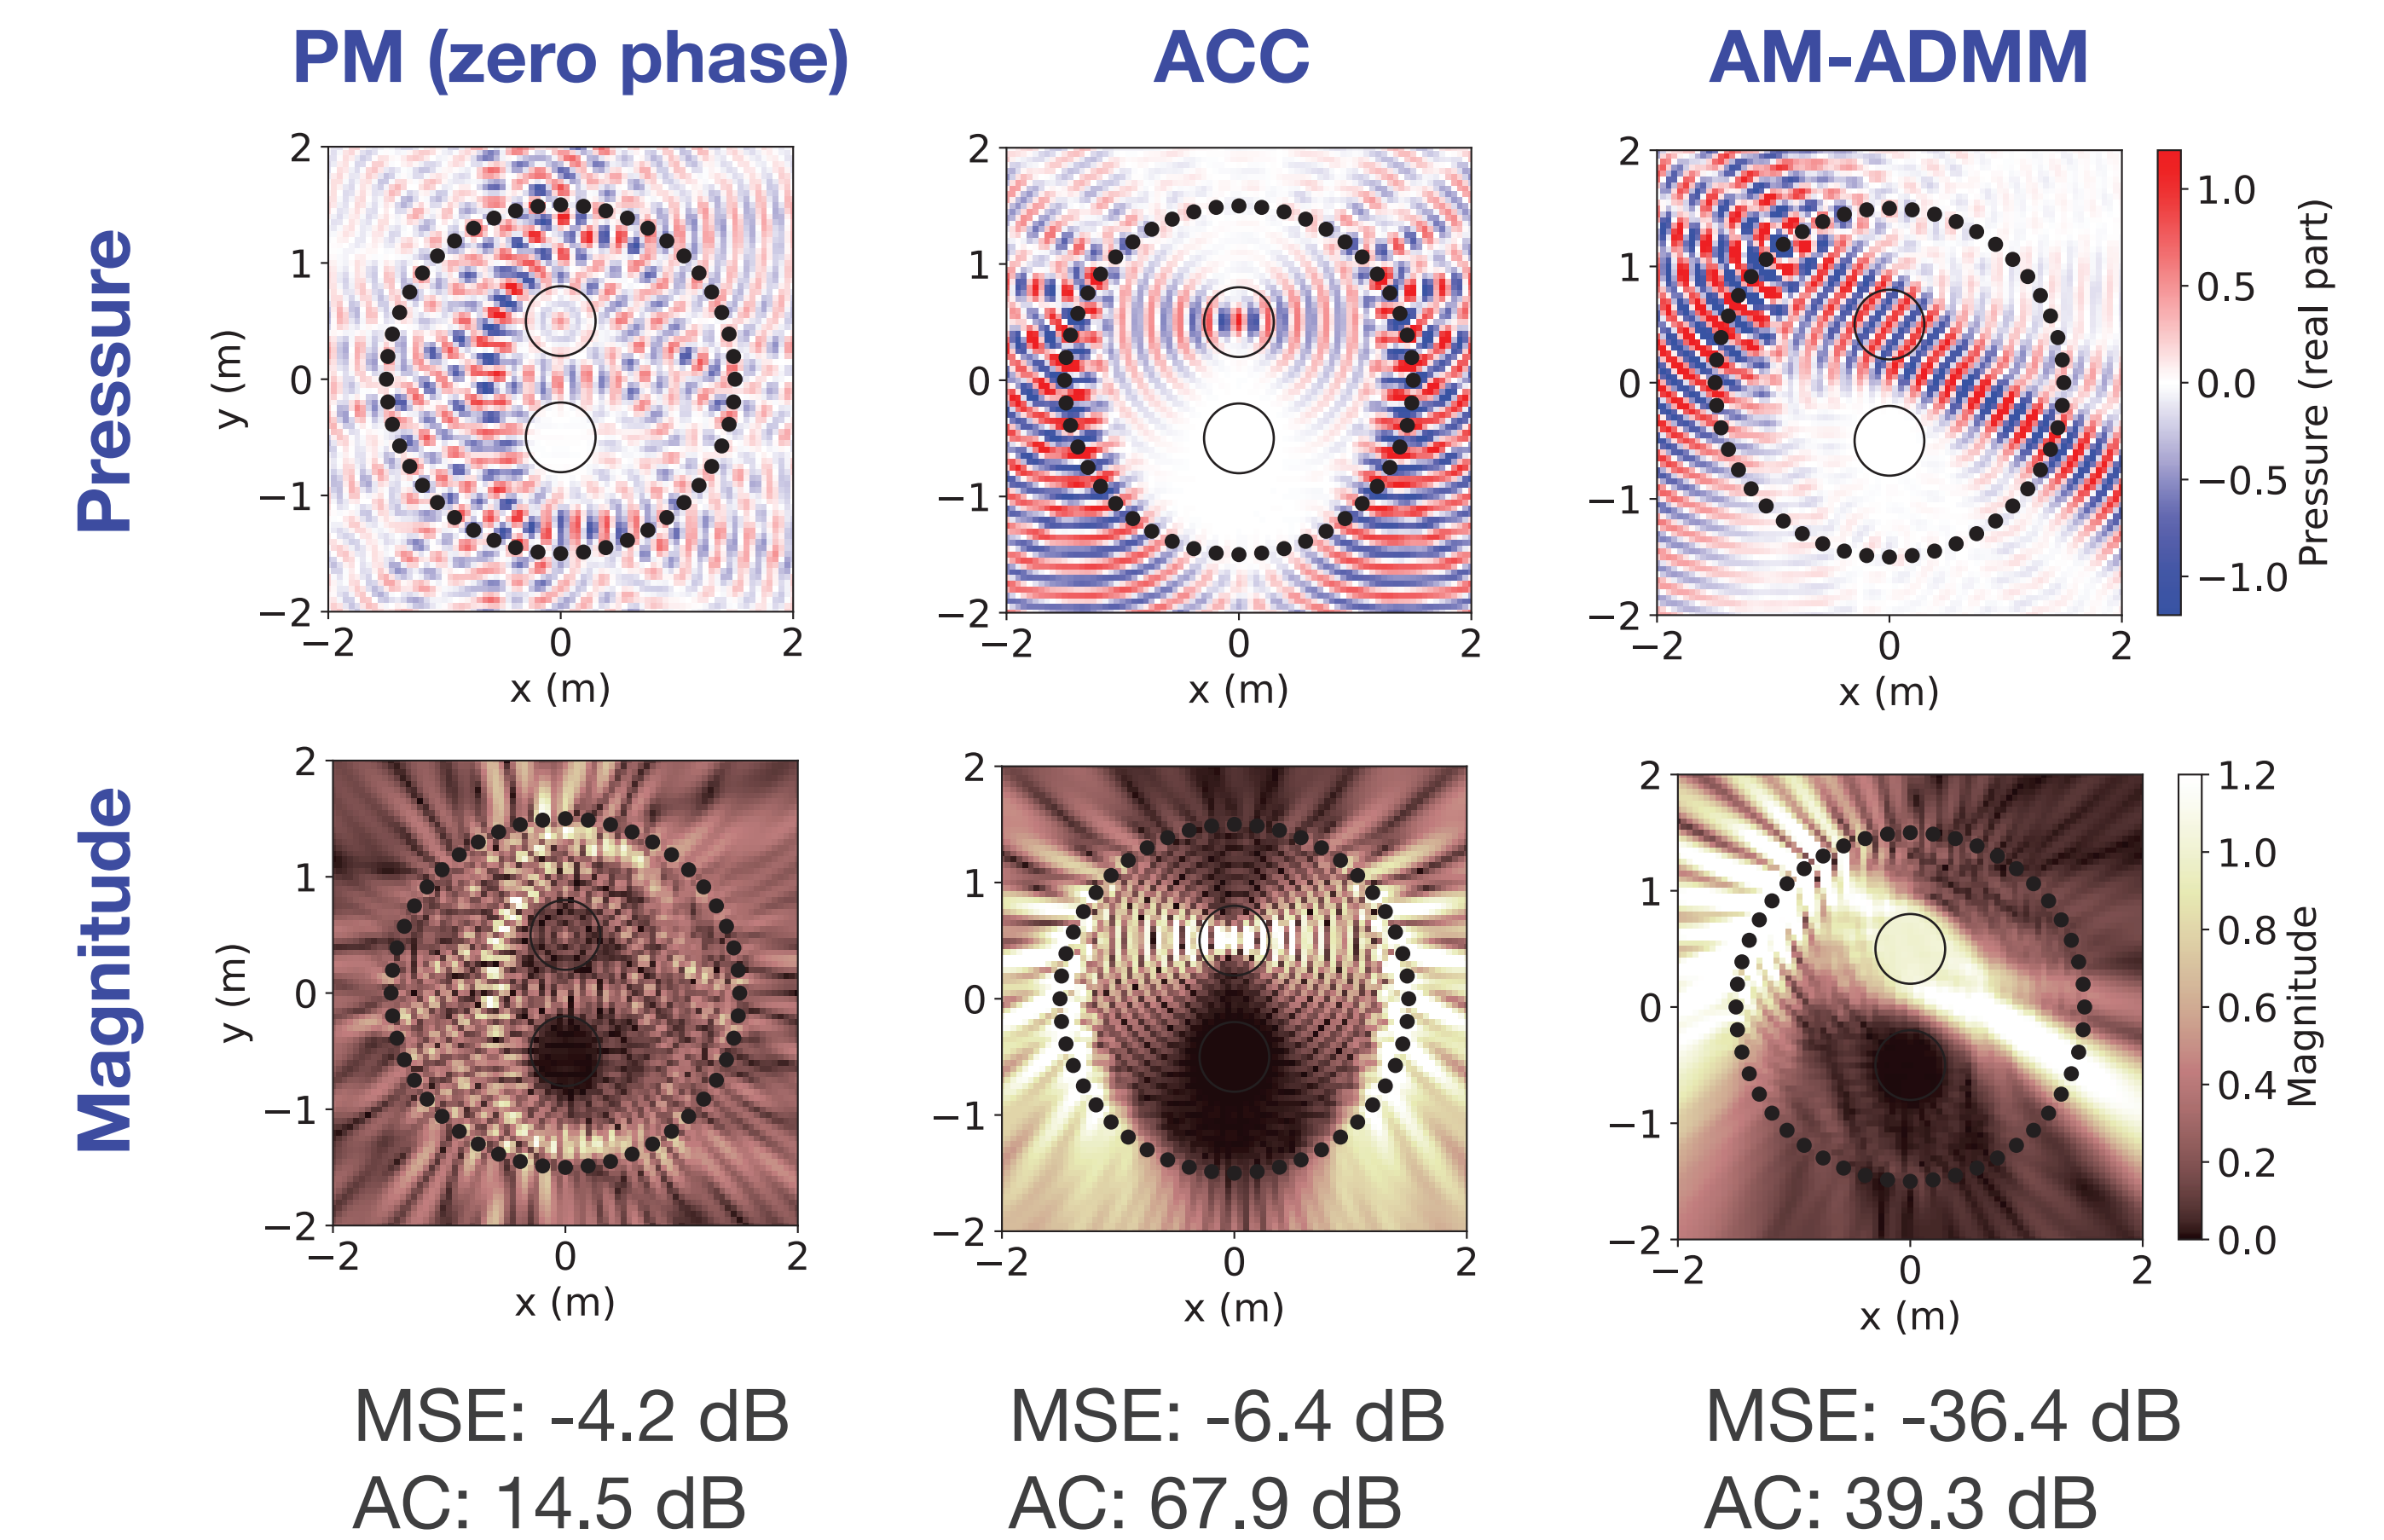 PM (zero phase)
ACC
AM-ADMM
Pressure
2
1
0
−1
−2
y (m)
−2
0
2
x (m)
2
1
0
−1
−2
−2
0
2
x (m)
2
1
0
−1
−2
−2
0
2
x (m)
1.0
0.5
0.0
−0.5
−1.0
Pressure (real part)
Magnitude
2
1
0
−1
−2
y (m)
−2
0
2
x (m)
2
1
0
−1
−2
−2
0
2
x (m)
2
1
0
−1
−2
−2
0
2
x (m)
1.2
1.0
0.8
0.6
0.4
0.2
0.0
Magnitude
MSE: -4.2 dB
AC: 14.5 dB
MSE: -6.4 dB
AC: 67.9 dB
MSE: -36.4 dB
AC: 39.3 dB